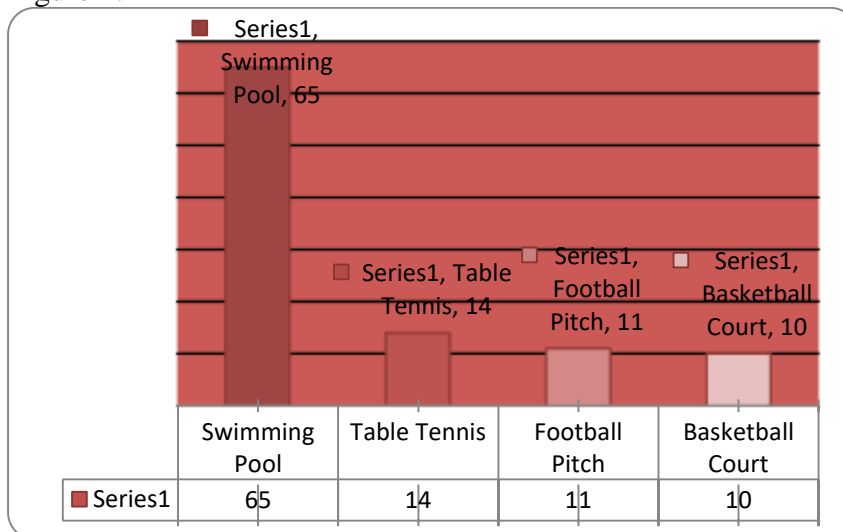 Series1,
Swimming
Pool, 65
Series1, Table
Tennis, 14
Series1,
Football
Pitch, 11
Series1,
Basketball
Court, 10
Swimming
Pool
Table Tennis
Football
Pitch
Basketball
Court
Series1 65 14 11 10